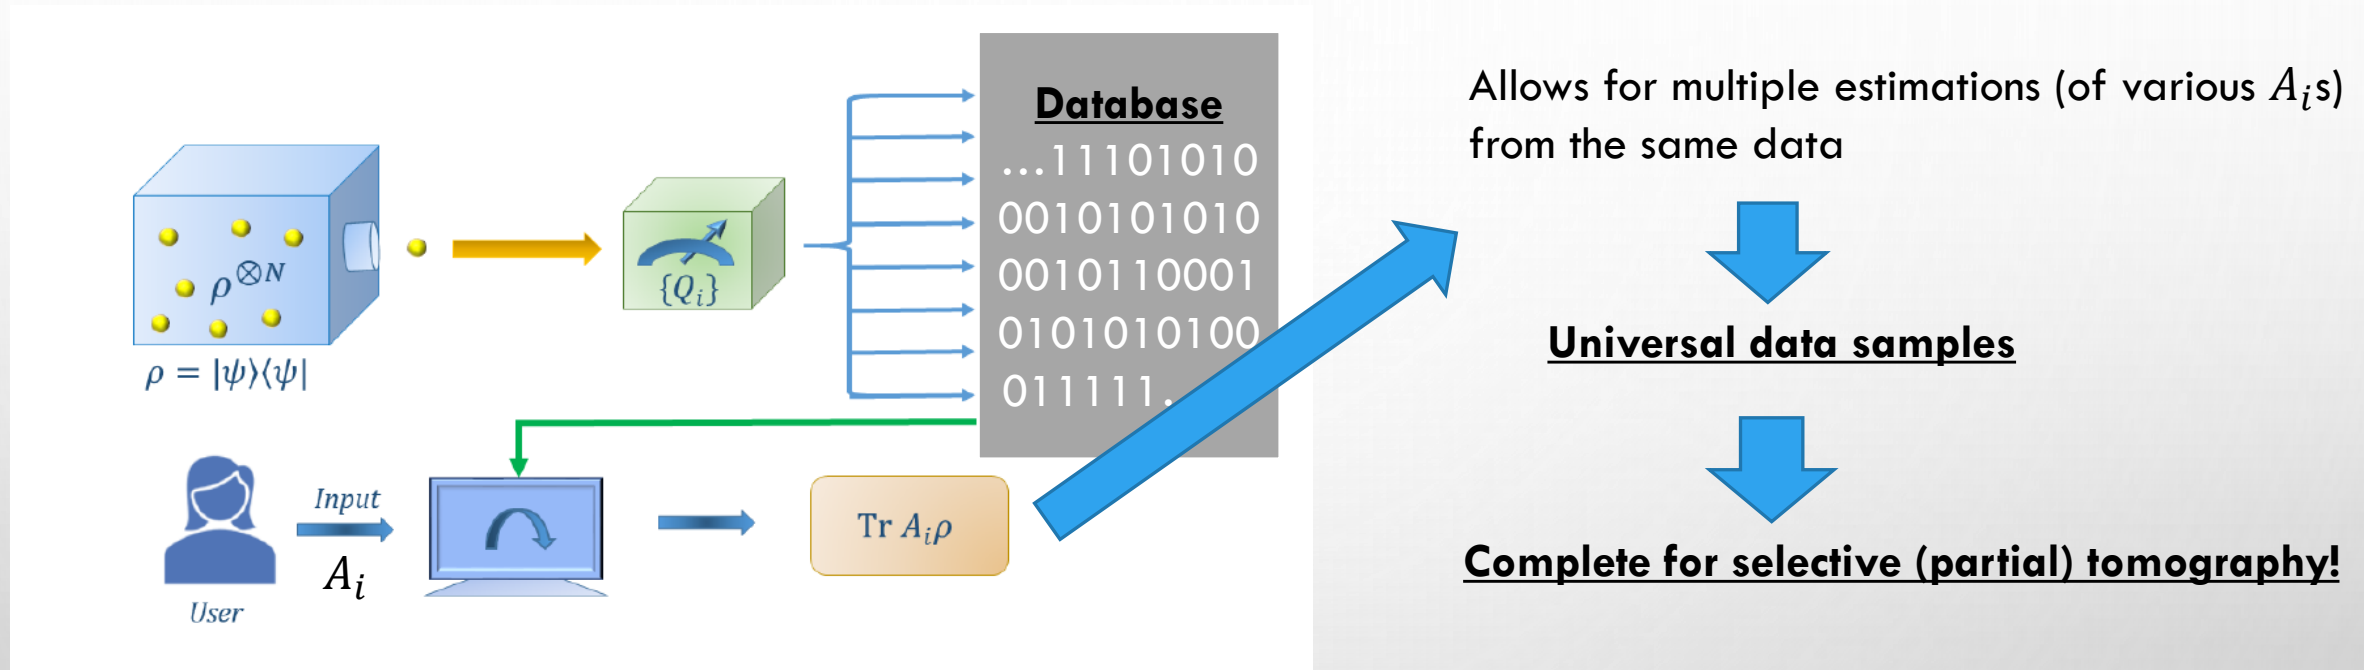 ρ^{⊗N}
ρ = |ψ⟩⟨ψ|
{Q_i}
Database
...11101010
0010101010
0010110001
0101010100
011111.
Input
A_i
User
Tr A_iρ
Allows for multiple estimations (of various A_is)
from the same data
Universal data samples
Complete for selective (partial) tomography!